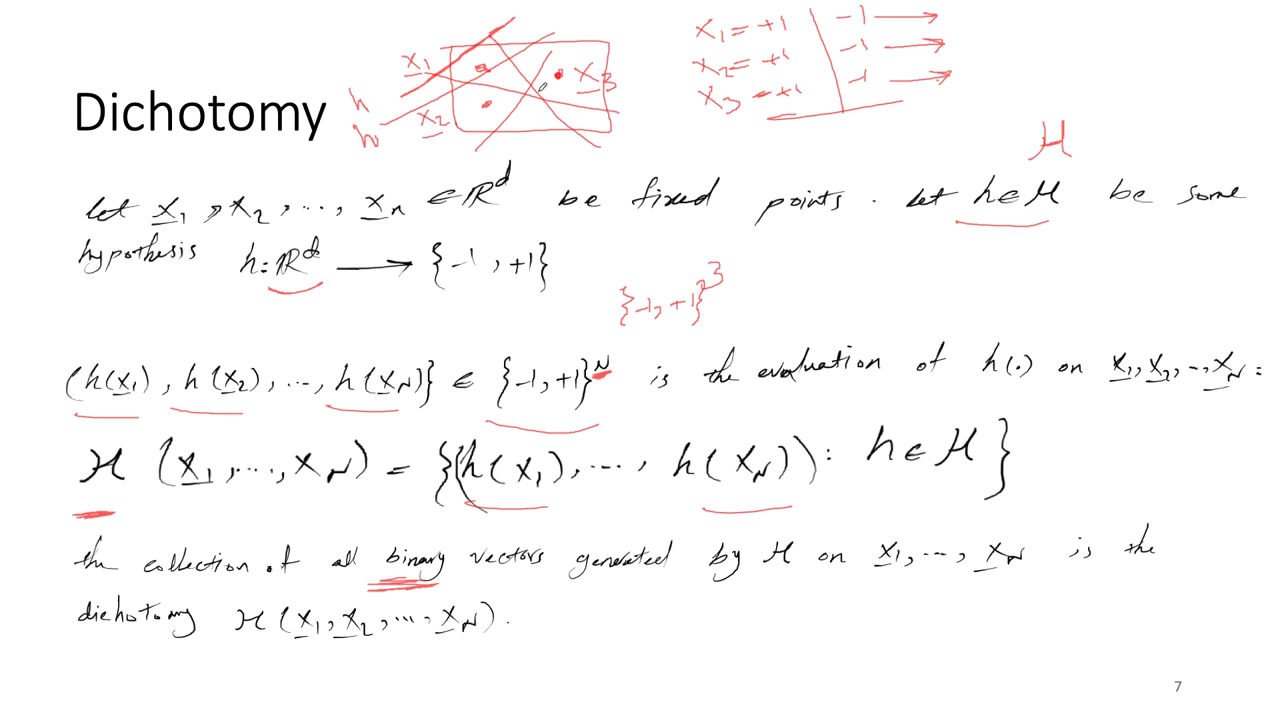 Dichotomy
x1
x2
x3
h
h
x1 = +1 | -1 →
x2 = +1 -1 →
x3 = +1 -1 →
H
let x1, x2, ..., xn ∈ ℝ^d be fixed points. let h ∈ H be some
hypothesis h: ℝ^d → {-1, +1}
{-1, +1}^3
(h(x1), h(x2), ..., h(xN)} ∈ {-1, +1}^N is the evaluation of h(.) on x1, x2, .., xN:
H (x1, ..., xN) = {(h(x1), ..., h(xN)): h ∈ H}
the collection of all binary vectors generated by H on x1, ..., xN is the
dichotomy H (x1, x2, ..., xN).
7